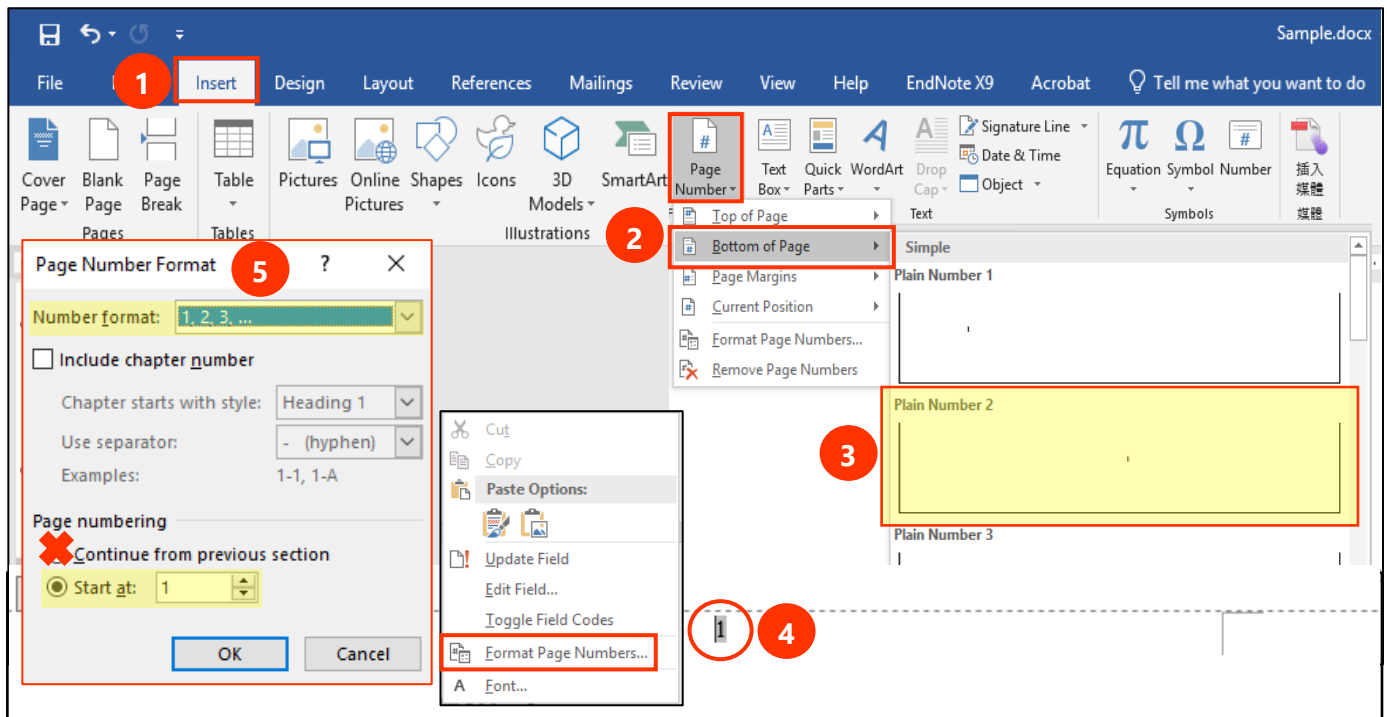 Sample.docx
File
1
Insert
Design
Layout
References
Mailings
Review
View
Help
EndNote X9
Acrobat
Tell me what you want to do
Cover Page
Blank Page
Page Break
Pages
Table
Tables
Pictures
Online Pictures
Shapes
Icons
3D Models
SmartArt
Illustrations
# Page Number
A Text Box
Quick Parts
WordArt
Drop Cap
Signature Line
Date & Time
Object
Text
π Equation
Ω Symbol
# Number
Symbols
插入
媒體
媒體
2
Top of Page
Bottom of Page
Page Margins
Current Position
Format Page Numbers...
Remove Page Numbers
Simple
Plain Number 1
1
Plain Number 2
3
1
Plain Number 3
Page Number Format
5
? X
Number format: 1, 2, 3, ...
Include chapter number
Chapter starts with style: Heading 1
Use separator: - (hyphen)
Examples: 1-1, 1-A
Page numbering
Continue from previous section
Start at: 1
OK Cancel
Cut
Copy
Paste Options:
Update Field
Edit Field...
Toggle Field Codes
Format Page Numbers...
A Font...
1
4